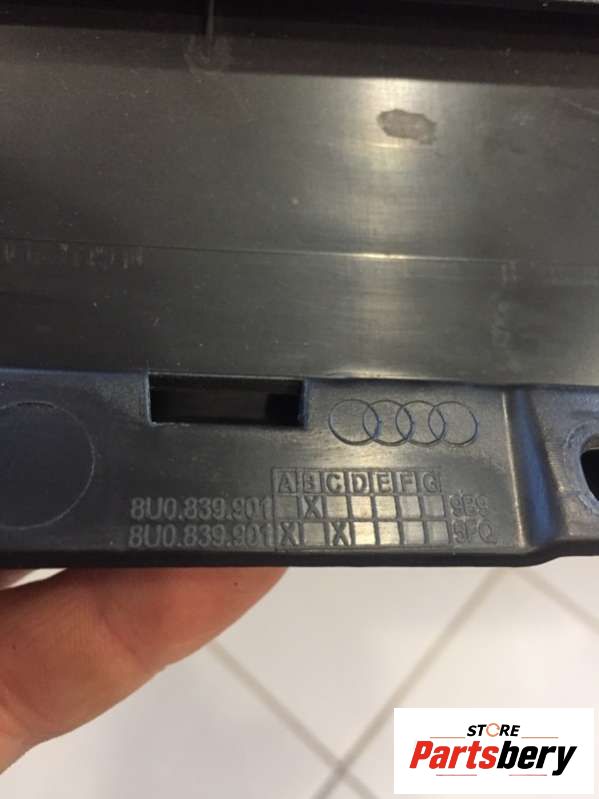 A B C D E F G
8U0.839.901 X 9B9
8U0.839.901 X X 9FQ
STORE
Partsbery